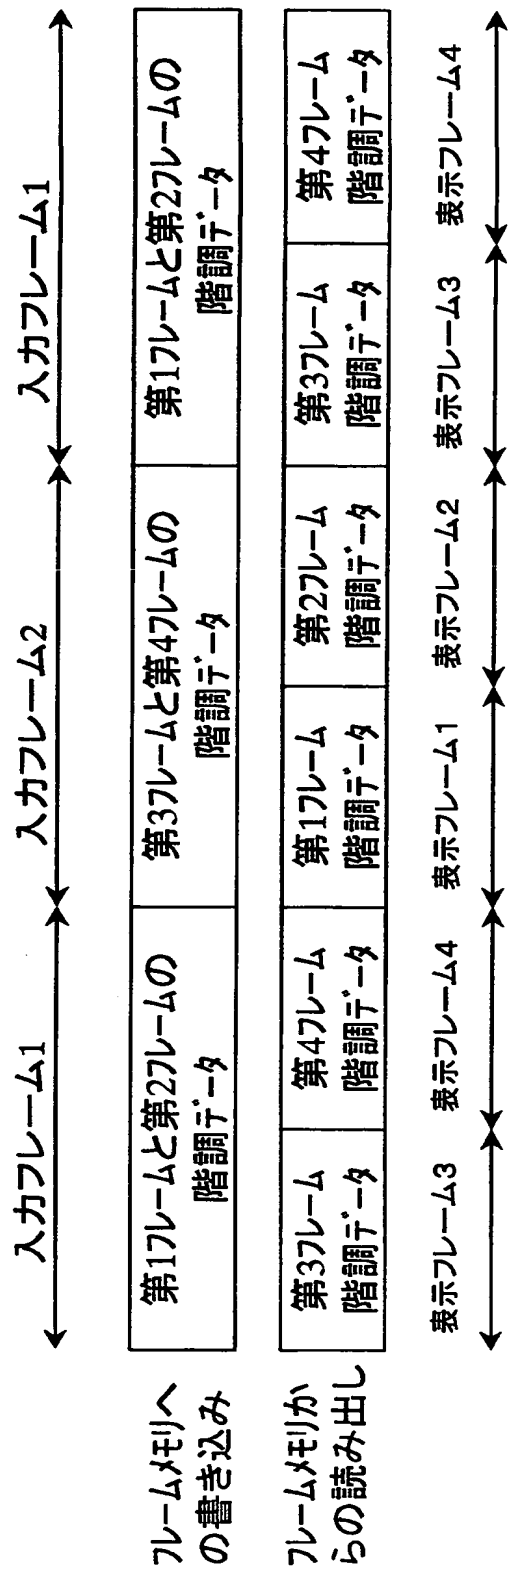 入力フレーム1
入力フレーム2
入力フレーム1
フレームメモリへ
の書き込み
第1フレームと第2フレームの
階調データ
第3フレームと第4フレームの
階調データ
第1フレームと第2フレームの
階調データ
フレームメモリか
らの読み出し
第3フレーム
階調データ
第4フレーム
階調データ
第1フレーム
階調データ
第2フレーム
階調データ
第3フレーム
階調データ
第4フレーム
階調データ
表示フレーム3
表示フレーム4
表示フレーム1
表示フレーム2
表示フレーム3
表示フレーム4